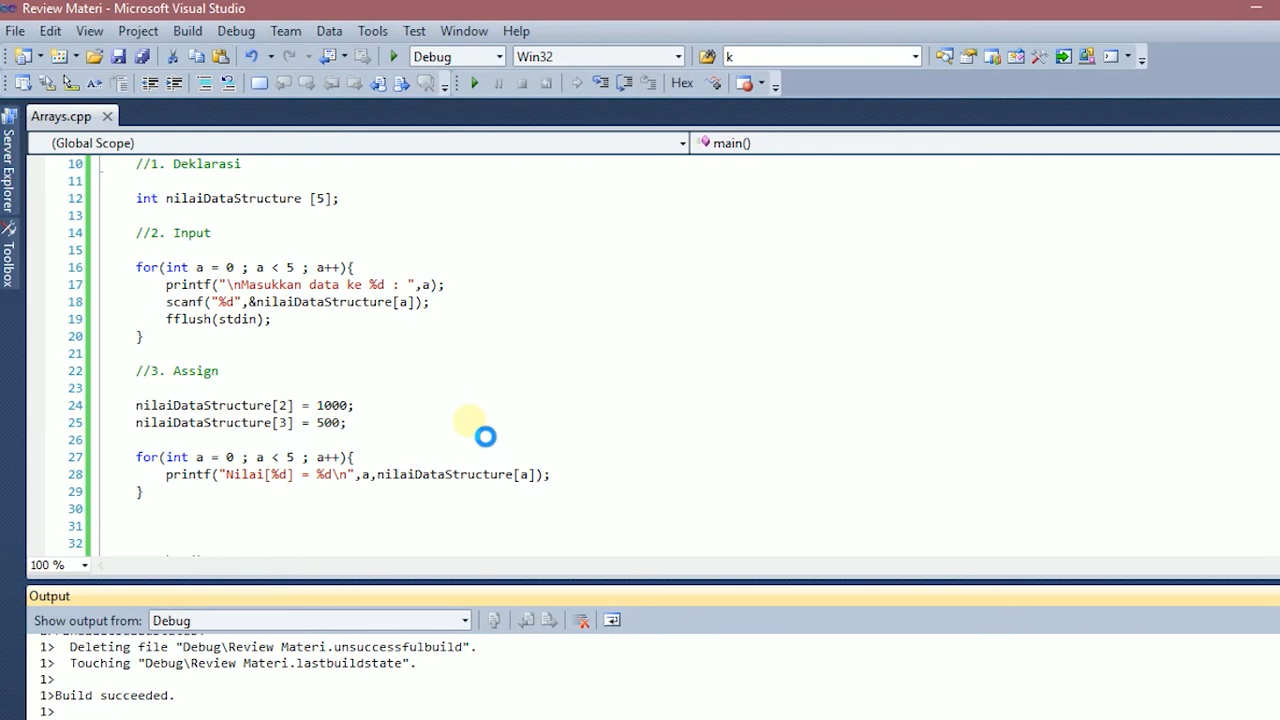 Review Materi - Microsoft Visual Studio
File Edit View Project Build Debug Team Data Tools Test Window Help
Debug Win32 k
Hex
Arrays.cpp
(Global Scope) main()
Server Explorer
Toolbox
10 //1. Deklarasi
11
12 int nilaiDataStructure [5];
13
14 //2. Input
15
16 for(int a = 0 ; a < 5 ; a++){
17 printf("\nMasukkan data ke %d : ",a);
18 scanf("%d",&nilaiDataStructure[a]);
19 fflush(stdin);
20 }
21
22 //3. Assign
23
24 nilaiDataStructure[2] = 1000;
25 nilaiDataStructure[3] = 500;
26
27 for(int a = 0 ; a < 5 ; a++){
28 printf("Nilai[%d] = %d\n",a,nilaiDataStructure[a]);
29 }
30
31
32
100 %
Output
Show output from: Debug
1> Deleting file "Debug\Review Materi.unsuccessfulbuild".
1> Touching "Debug\Review Materi.lastbuildstate".
1>
1>Build succeeded.
1>